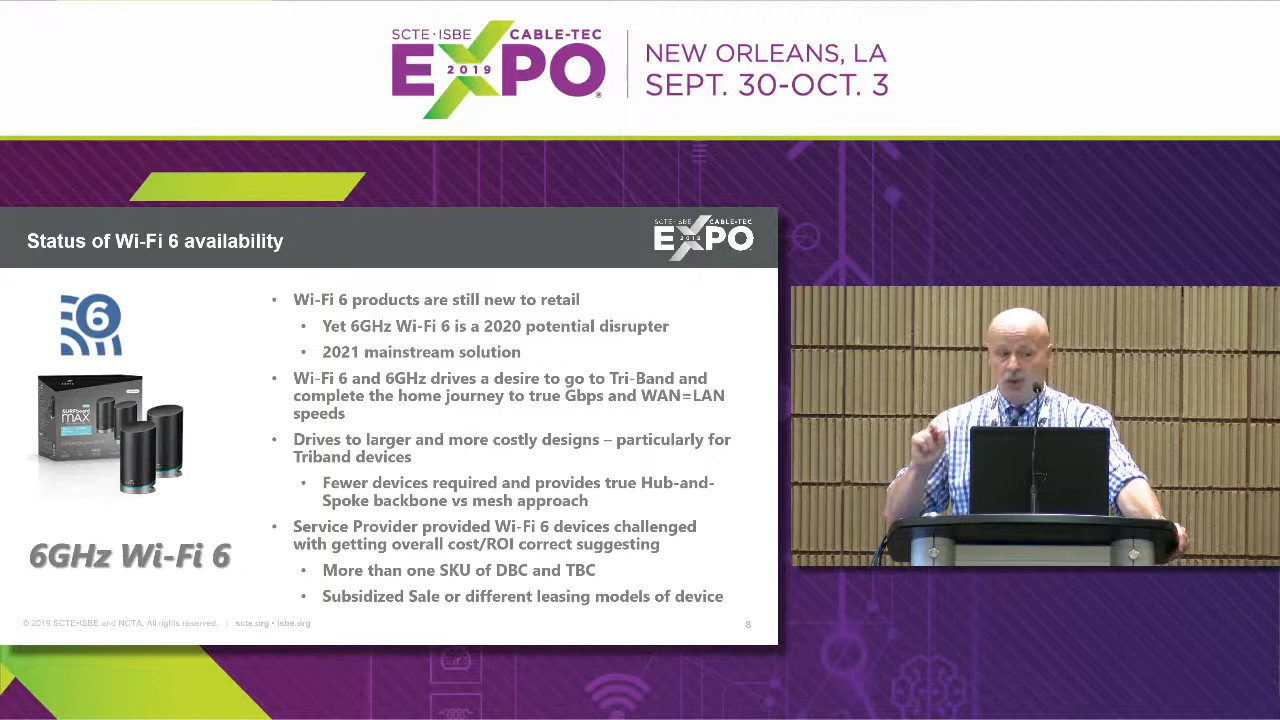 SCTE·ISBE CABLE-TEC
EXPO
2019
NEW ORLEANS, LA
SEPT. 30-OCT. 3
Status of Wi-Fi 6 availability
SCTE·ISBE CABLE-TEC
EXPO
2019
6
• Wi-Fi 6 products are still new to retail
• Yet 6GHz Wi-Fi 6 is a 2020 potential disrupter
• 2021 mainstream solution
• Wi-Fi 6 and 6GHz drives a desire to go to Tri-Band and
complete the home journey to true Gbps and WAN=LAN
speeds
• Drives to larger and more costly designs – particularly for
Triband devices
• Fewer devices required and provides true Hub-and-
Spoke backbone vs mesh approach
• Service Provider provided Wi-Fi 6 devices challenged
with getting overall cost/ROI correct suggesting
• More than one SKU of DBC and TBC
• Subsidized Sale or different leasing models of device
SURFboard
MAX
6GHz Wi-Fi 6
© 2019 SCTE•ISBE and NCTA. All rights reserved. | scte.org • isbe.org
8